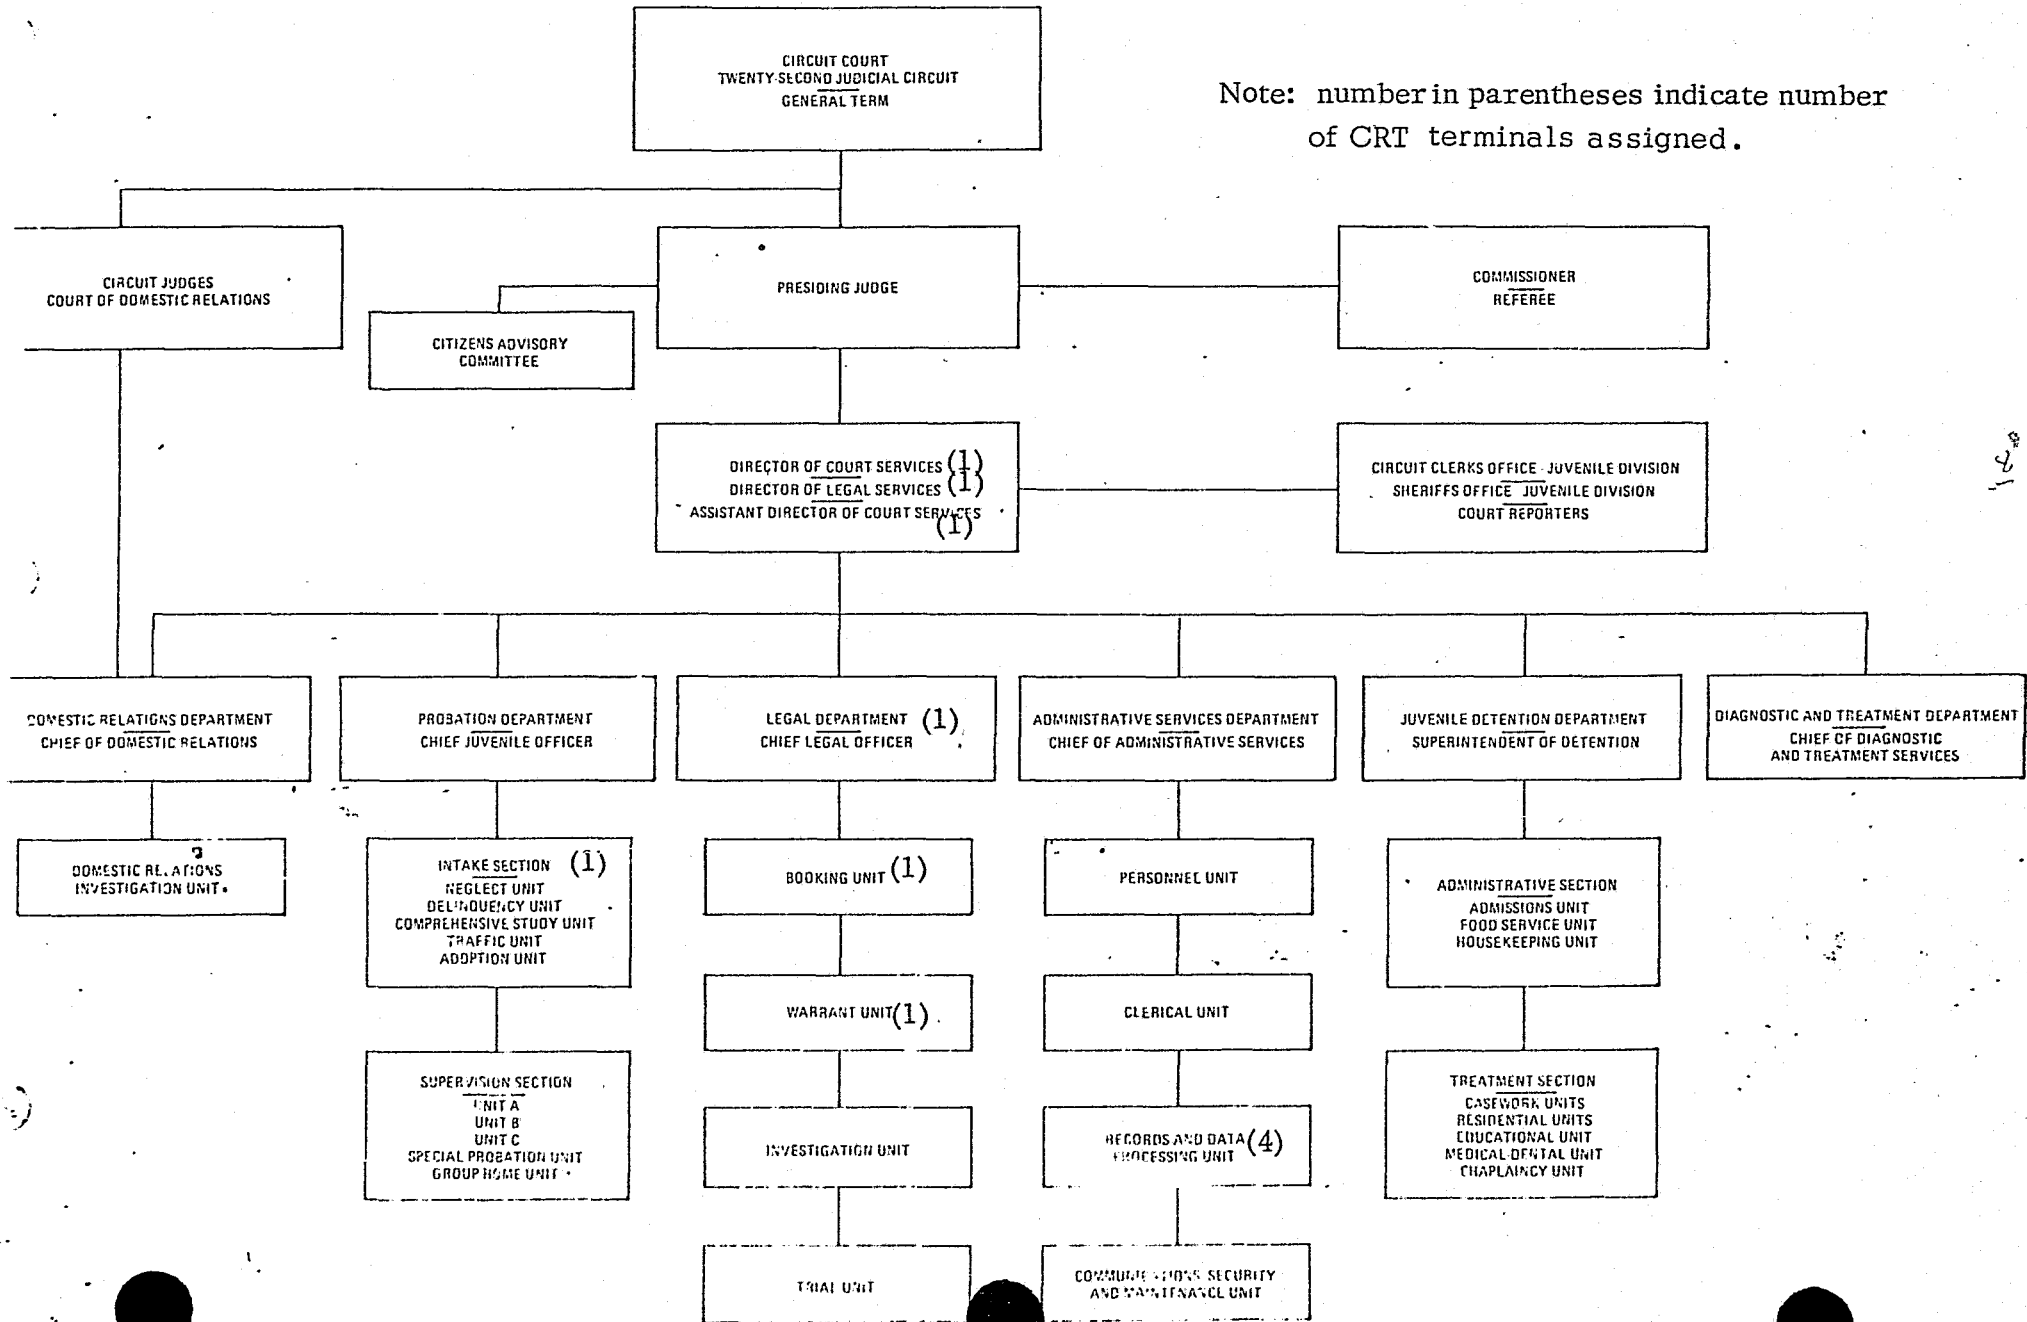 CIRCUIT COURT
TWENTY-SECOND JUDICIAL CIRCUIT
GENERAL TERM
Note: number in parentheses indicate number
of CRT terminals assigned.
CIRCUIT JUDGES
COURT OF DOMESTIC RELATIONS
PRESIDING JUDGE
COMMISSIONER
REFEREE
CITIZENS ADVISORY
COMMITTEE
DIRECTOR OF COURT SERVICES (1)
DIRECTOR OF LEGAL SERVICES (1)
ASSISTANT DIRECTOR OF COURT SERVICES
(1)
CIRCUIT CLERKS OFFICE - JUVENILE DIVISION
SHERIFFS OFFICE JUVENILE DIVISION
COURT REPORTERS
DOMESTIC RELATIONS DEPARTMENT
CHIEF OF DOMESTIC RELATIONS
PROBATION DEPARTMENT
CHIEF JUVENILE OFFICER
LEGAL DEPARTMENT (1)
CHIEF LEGAL OFFICER
ADMINISTRATIVE SERVICES DEPARTMENT
CHIEF OF ADMINISTRATIVE SERVICES
JUVENILE DETENTION DEPARTMENT
SUPERINTENDENT OF DETENTION
DIAGNOSTIC AND TREATMENT DEPARTMENT
CHIEF OF DIAGNOSTIC
AND TREATMENT SERVICES
DOMESTIC RELATIONS
INVESTIGATION UNIT
INTAKE SECTION (1)
NEGLECT UNIT
DELINQUENCY UNIT
COMPREHENSIVE STUDY UNIT
TRAFFIC UNIT
ADOPTION UNIT
BOOKING UNIT (1)
PERSONNEL UNIT
ADMINISTRATIVE SECTION
ADMISSIONS UNIT
FOOD SERVICE UNIT
HOUSEKEEPING UNIT
WARRANT UNIT (1)
CLERICAL UNIT
SUPERVISION SECTION
UNIT A
UNIT B
UNIT C
SPECIAL PROBATION UNIT
GROUP HOME UNIT
INVESTIGATION UNIT
RECORDS AND DATA (4)
PROCESSING UNIT
TREATMENT SECTION
CASEWORK UNITS
RESIDENTIAL UNITS
EDUCATIONAL UNIT
MEDICAL-DENTAL UNIT
CHAPLAINCY UNIT
TRIAL UNIT
COMMUNICATIONS SECURITY
AND MAINTENANCE UNIT